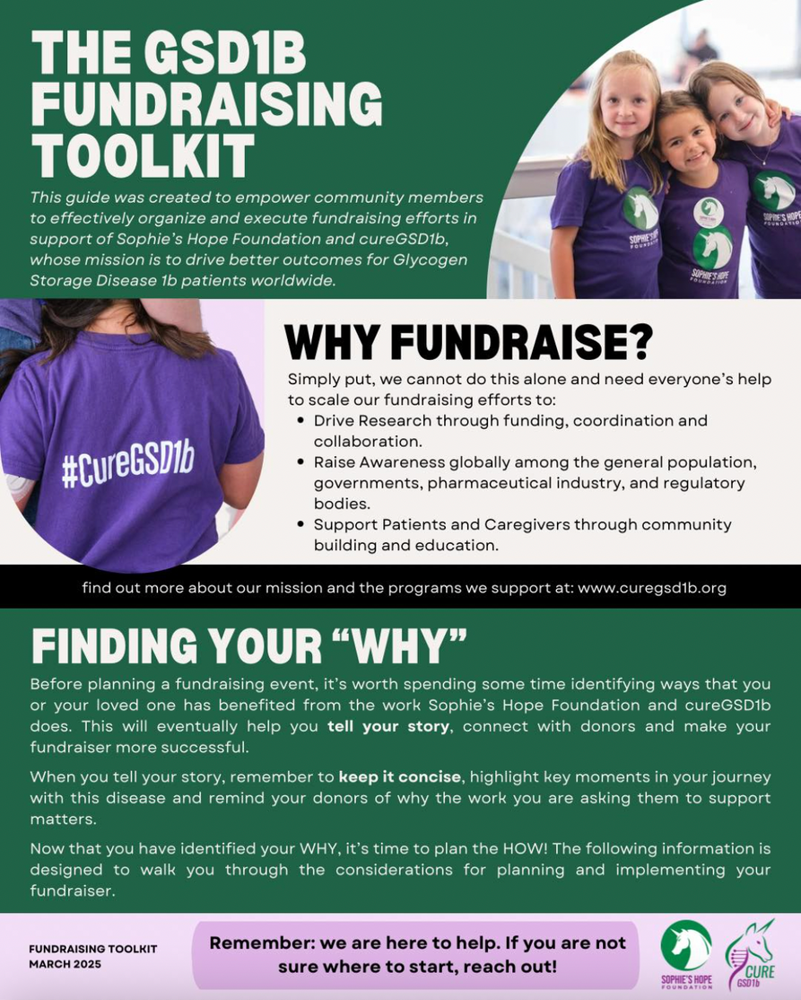 THE GSD1B
FUNDRAISING
TOOLKIT
This guide was created to empower community members
to effectively organize and execute fundraising efforts in
support of Sophie's Hope Foundation and cureGSD1b,
whose mission is to drive better outcomes for Glycogen
Storage Disease 1b patients worldwide.
SOPHIE'S HOPE
FOUNDATION
SOPHIE'S HOPE
FOUNDATION
SOPHIE'S HOPE
FOUNDATION
#CureGSD1b
WHY FUNDRAISE?
Simply put, we cannot do this alone and need everyone's help
to scale our fundraising efforts to:
• Drive Research through funding, coordination and
collaboration.
• Raise Awareness globally among the general population,
governments, pharmaceutical industry, and regulatory
bodies.
• Support Patients and Caregivers through community
building and education.
find out more about our mission and the programs we support at: www.curegsd1b.org
FINDING YOUR “WHY”
Before planning a fundraising event, it's worth spending some time identifying ways that you
or your loved one has benefited from the work Sophie's Hope Foundation and cureGSD1b
does. This will eventually help you tell your story, connect with donors and make your
fundraiser more successful.
When you tell your story, remember to keep it concise, highlight key moments in your journey
with this disease and remind your donors of why the work you are asking them to support
matters.
Now that you have identified your WHY, it's time to plan the HOW! The following information is
designed to walk you through the considerations for planning and implementing your
fundraiser.
FUNDRAISING TOOLKIT
MARCH 2025
Remember: we are here to help. If you are not
sure where to start, reach out!
SOPHIE'S HOPE
FOUNDATION
CURE
GSD1b